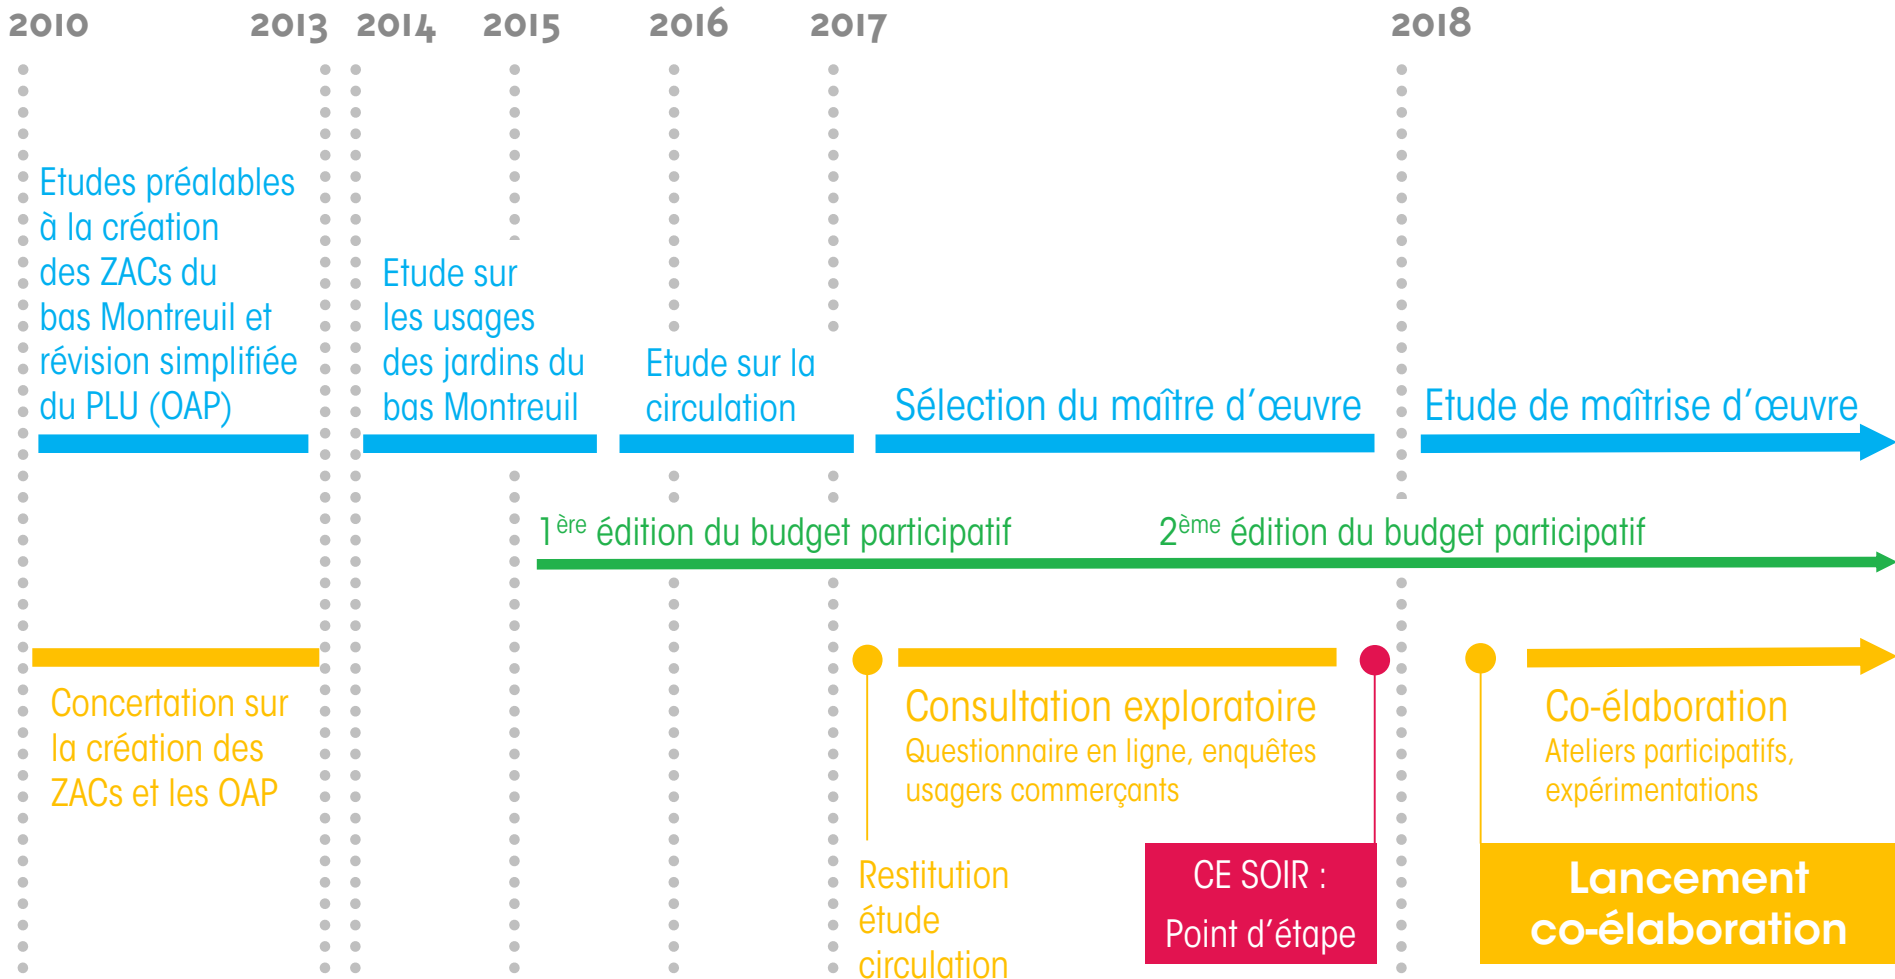 2010 2013 2014 2015 2016 2017 2018
Etudes préalables
à la création
des ZACs du
bas Montreuil et
révision simplifiée
du PLU (OAP)
Etude sur
les usages
des jardins du
bas Montreuil
Etude sur la
circulation
Sélection du maître d’œuvre
Etude de maîtrise d’œuvre
1ère édition du budget participatif
2ème édition du budget participatif
Concertation sur
la création des
ZACs et les OAP
Restitution
étude
circulation
Consultation exploratoire
Questionnaire en ligne, enquêtes
usagers commerçants
CE SOIR :
Point d’étape
Co-élaboration
Ateliers participatifs,
expérimentations
Lancement
co-élaboration